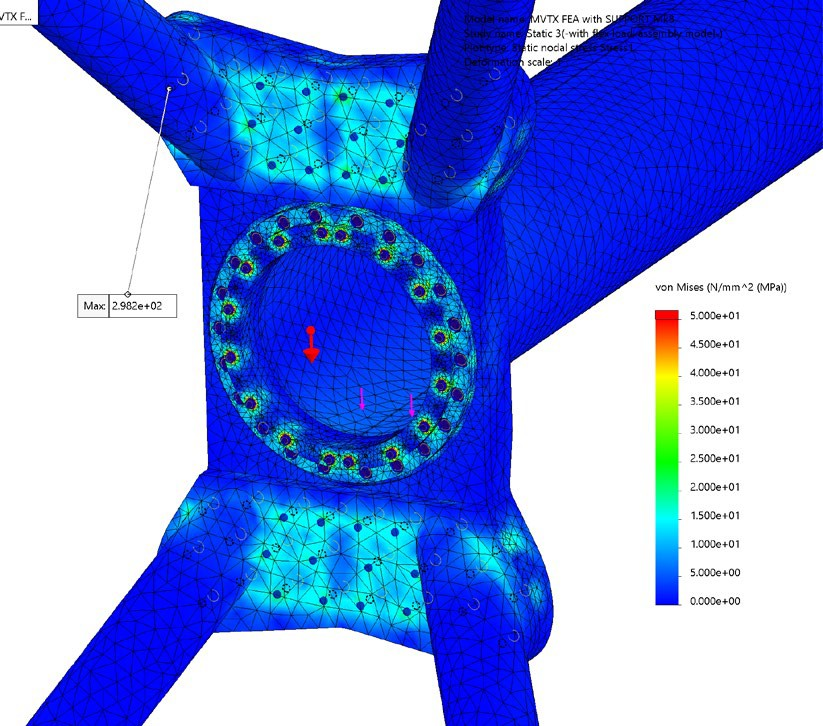 VTX F...
Model name: MVTX FEA with SUPPORT
Study name: Static 3(-with flex load
Static nodal stress
Deformation scale:
Max: 2.982e+02
von Mises (N/mm^2 (MPa))
5.000e+01
4.500e+01
4.000e+01
3.500e+01
3.000e+01
2.500e+01
2.000e+01
1.500e+01
1.000e+01
5.000e+00
0.000e+00